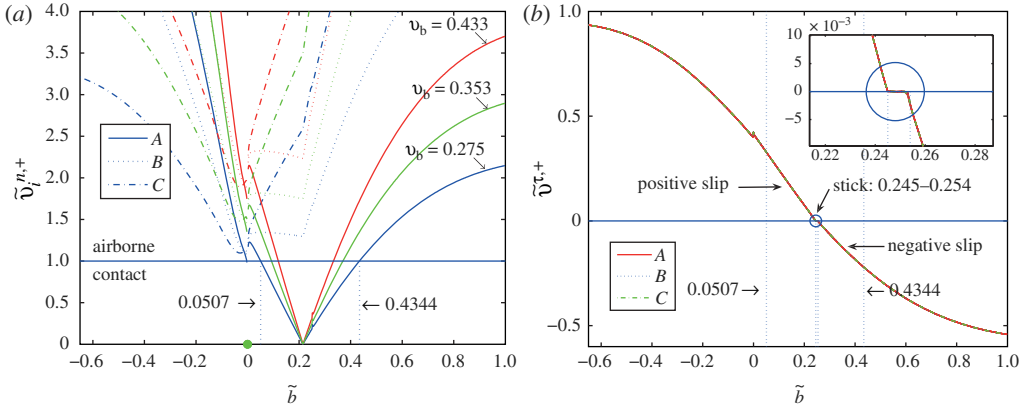 (a)
4.0
3.5
3.0
2.5
2.0
1.5
1.0
0.5
0
υ̃ᵢⁿ,⁺
υb = 0.433
υb = 0.353
υb = 0.275
A
B
C
airborne
contact
0.0507 →
← 0.4344
-0.6 -0.4 -0.2 0 0.2 0.4 0.6 0.8 1.0
b̃
(b)
1.0
0.5
0
−0.5
υ̃τ,+
× 10⁻³
10
5
0
−5
0.22 0.24 0.26 0.28
positive slip
stick: 0.245–0.254
negative slip
A
B
C
0.0507 →
← 0.4344
-0.6 -0.4 -0.2 0 0.2 0.4 0.6 0.8 1.0
b̃